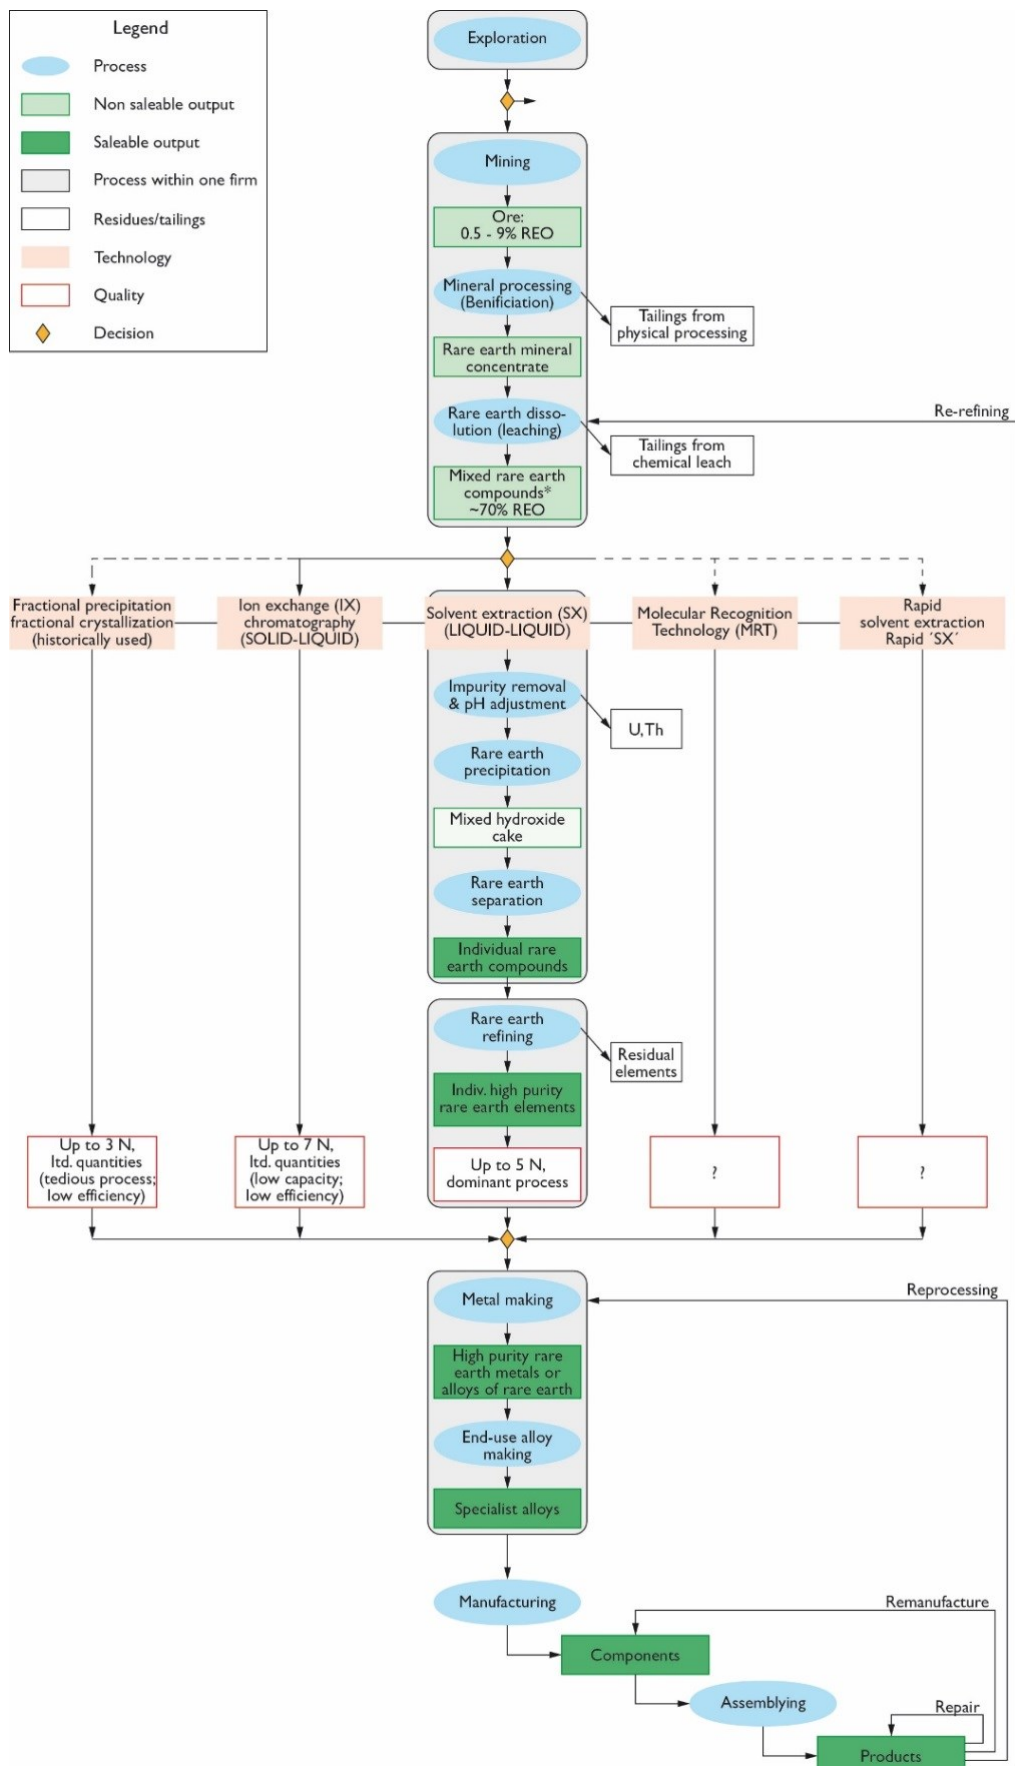 Legend
Process
Non saleable output
Saleable output
Process within one firm
Residues/tailings
Technology
Quality
Decision
Exploration
Mining
Ore:
0.5 - 9% REO
Mineral processing
(Benificiation)
Tailings from
physical processing
Rare earth mineral
concentrate
Rare earth disso-
lution (leaching)
Re-refining
Tailings from
chemical leach
Mixed rare earth
compounds*
~70% REO
Fractional precipitation
fractional crystallization
(historically used)
Ion exchange (IX)
chromatography
(SOLID-LIQUID)
Solvent extraction (SX)
(LIQUID-LIQUID)
Molecular Recognition
Technology (MRT)
Rapid
solvent extraction
Rapid ´SX´
Impurity removal
& pH adjustment
U,Th
Rare earth
precipitation
Mixed hydroxide
cake
Rare earth
separation
Individual rare
earth compounds
Rare earth
refining
Residual
elements
Indiv. high purity
rare earth elements
Up to 3 N,
ltd. quantities
(tedious process;
low efficiency)
Up to 7 N,
ltd. quantities
(low capacity;
low efficiency)
Up to 5 N,
dominant process
?
?
Metal making
Reprocessing
High purity rare
earth metals or
alloys of rare earth
End-use alloy
making
Specialist alloys
Manufacturing
Remanufacture
Components
Assemblying
Repair
Products